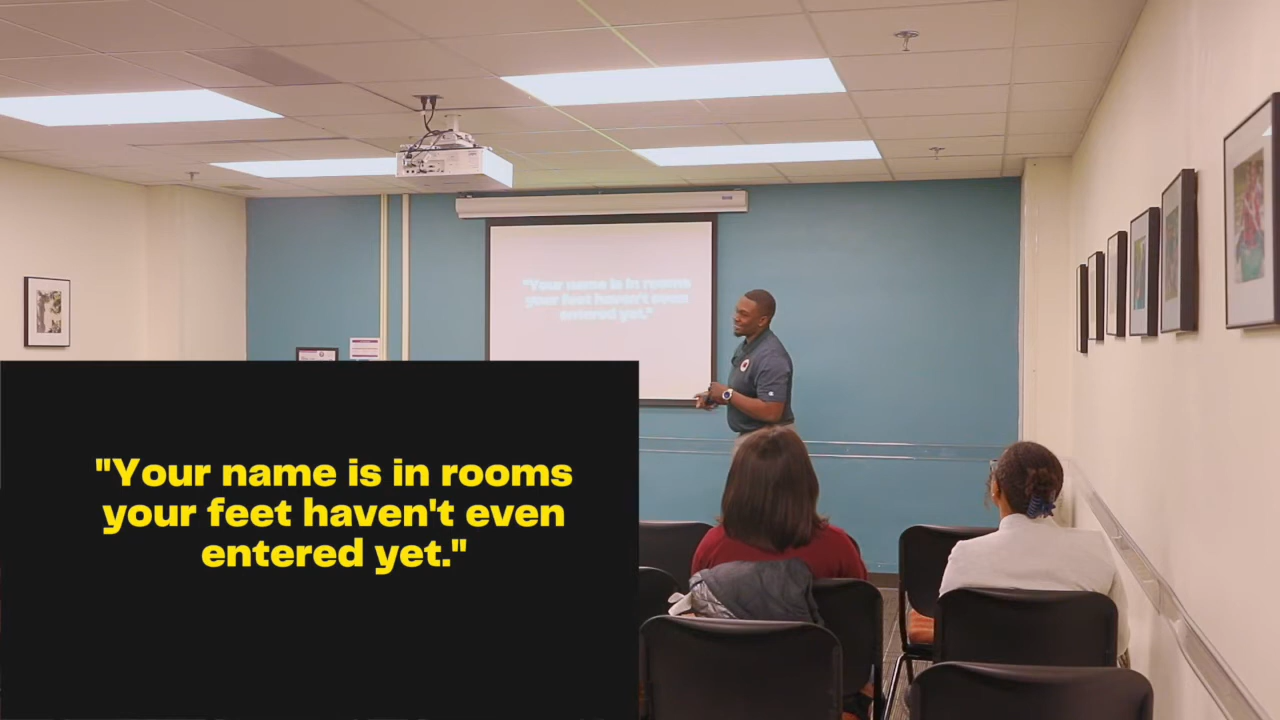 "Your name is in rooms
your feet haven't even
entered yet."
"Your name is in rooms
your feet haven't even
entered yet."